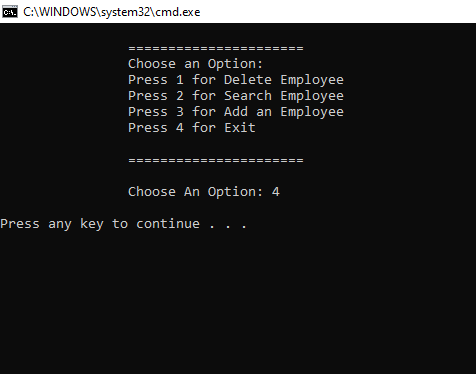 C:\WINDOWS\system32\cmd.exe
======================
Choose an Option:
Press 1 for Delete Employee
Press 2 for Search Employee
Press 3 for Add an Employee
Press 4 for Exit
======================
Choose An Option: 4
Press any key to continue . . .